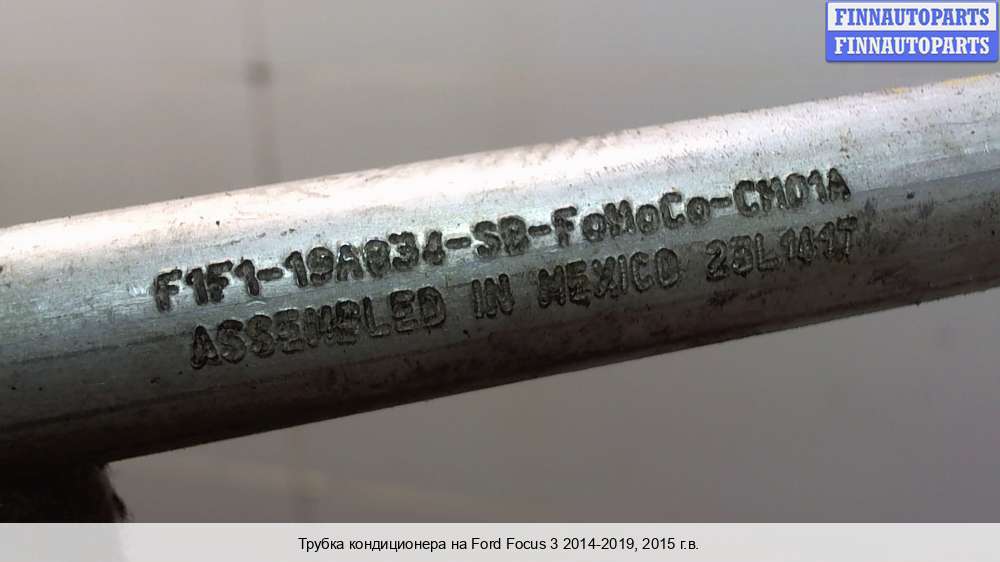 FINNAUTOPARTS
FINNAUTOPARTS
F1F1-19A834-SB-FoMoCo-CM01A
ASSEMBLED IN MEXICO 28L141T
Трубка кондиционера на Ford Focus 3 2014-2019, 2015 г.в.